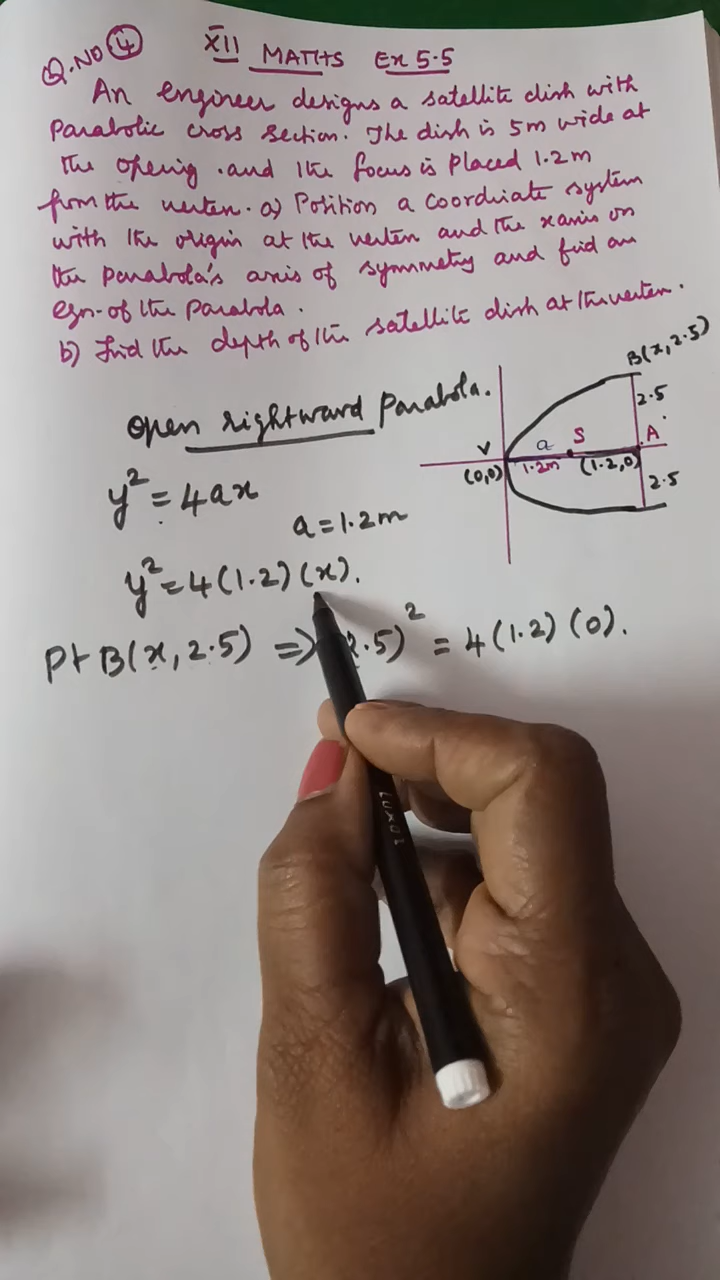 Q.NO 4 XII MATHS Ex 5.5
An engineer designs a satellite dish with
Parabolic cross section. The dish is 5m wide at
the opening .and the focus is Placed 1.2m
from the vertex. a) Position a coordinate system
with the origin at the vertex and the x axis on
the parabola's axis of symmetry and find an
eqn. of the Parabola.
b) Find the depth of the satellite dish at the vertex.
open rightward Parabola.
B(x, 2.5)
2.5
V a S A
(0,0) 1.2m (1.2,0)
2.5
y² = 4ax
a = 1.2m
y² = 4(1.2)(x).
Pt B(x, 2.5) ⇒ .5)² = 4(1.2)(0).
LUXOR